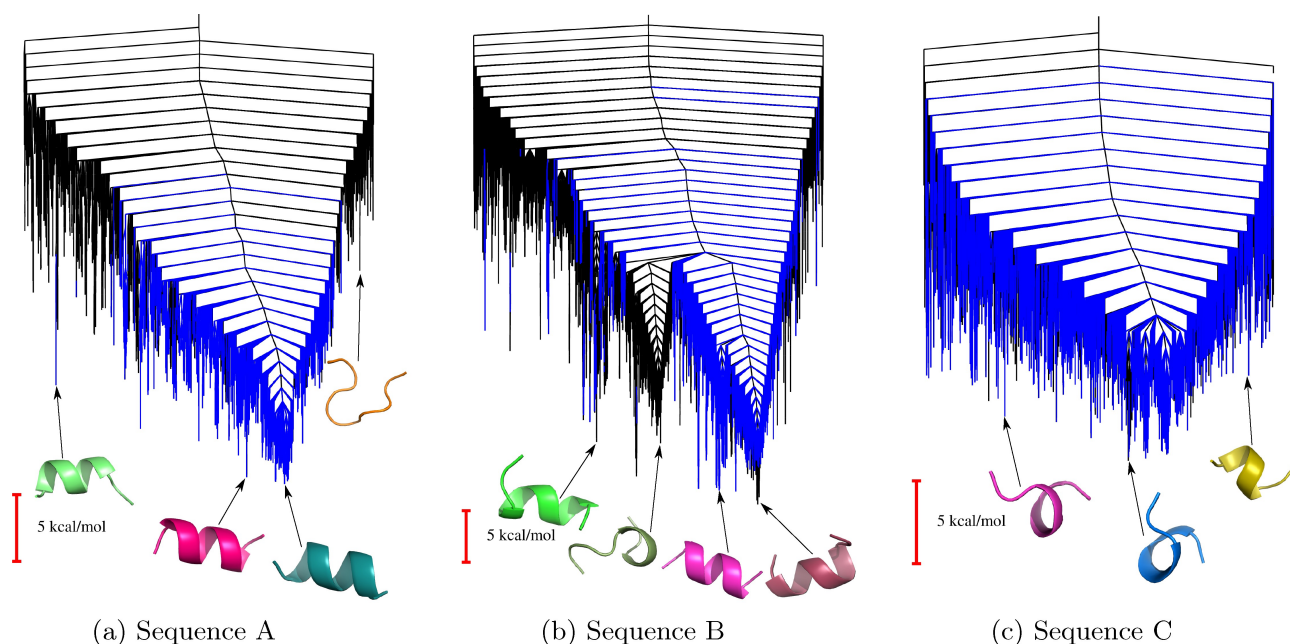 5 kcal/mol
5 kcal/mol
5 kcal/mol
(a) Sequence A
(b) Sequence B
(c) Sequence C